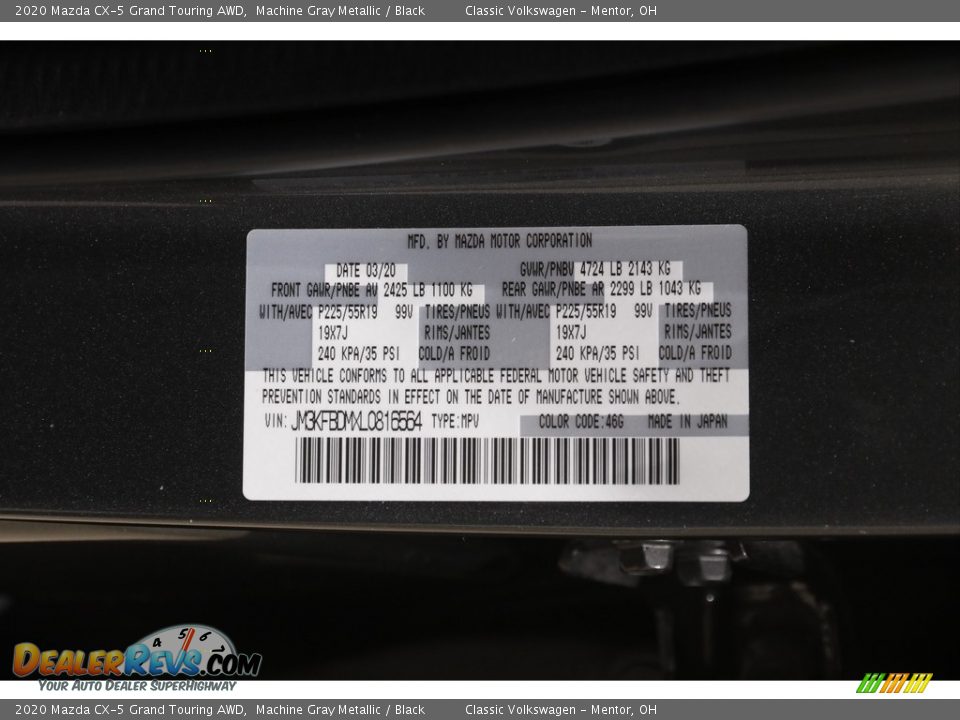 2020 Mazda CX-5 Grand Touring AWD, Machine Gray Metallic / Black Classic Volkswagen - Mentor, OH
MFD. BY MAZDA MOTOR CORPORATION
DATE 03/20 GVWR/PNBV 4724 LB 2143 KG
FRONT GAWR/PNBE AV 2425 LB 1100 KG REAR GAWR/PNBE AR 2299 LB 1043 KG
WITH/AVEC P225/55R19 99V TIRES/PNEUS WITH/AVEC P225/55R19 99V TIRES/PNEUS
19X7J RIMS/JANTES 19X7J RIMS/JANTES
240 KPA/35 PSI COLD/A FROID 240 KPA/35 PSI COLD/A FROID
THIS VEHICLE CONFORMS TO ALL APPLICABLE FEDERAL MOTOR VEHICLE SAFETY AND THEFT
PREVENTION STANDARDS IN EFFECT ON THE DATE OF MANUFACTURE SHOWN ABOVE.
VIN: JM3KFBDMXL0816564 TYPE:MPV COLOR CODE:46G MADE IN JAPAN
4 5 6
DEALERREVS.COM
YOUR AUTO DEALER SUPERHIGHWAY
2020 Mazda CX-5 Grand Touring AWD, Machine Gray Metallic / Black Classic Volkswagen - Mentor, OH